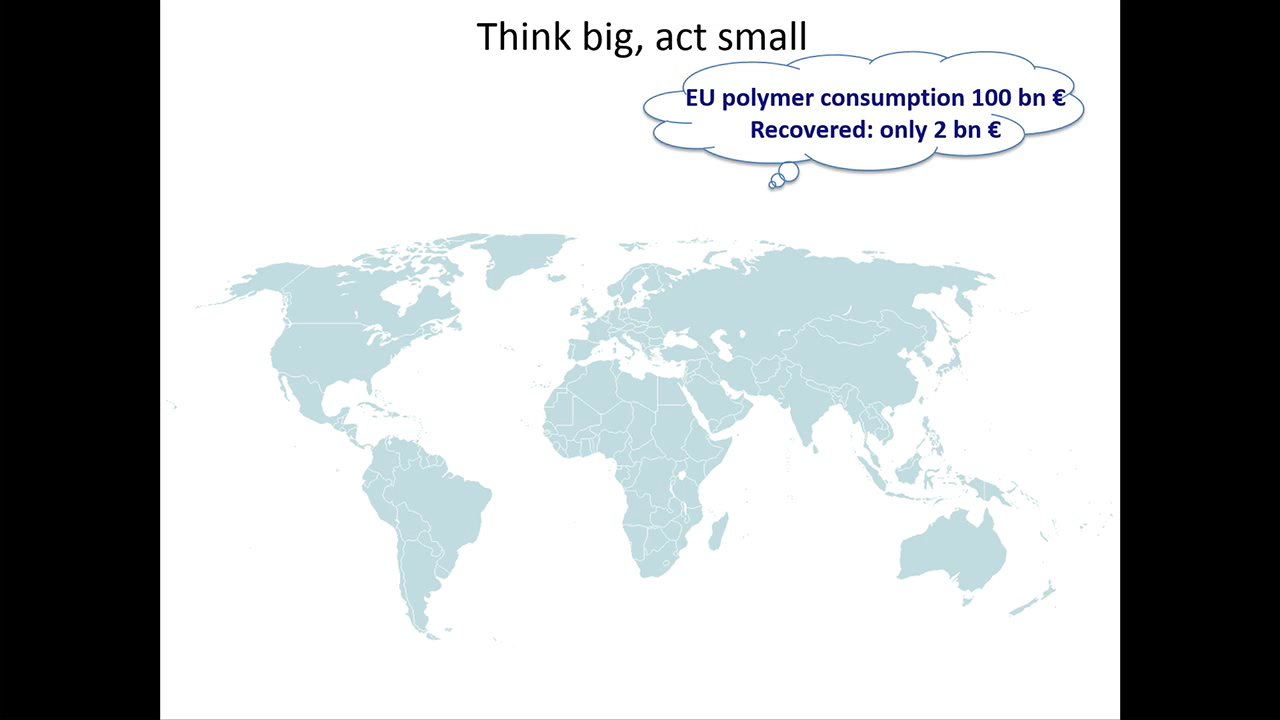 Think big, act small
EU polymer consumption 100 bn €
Recovered: only 2 bn €